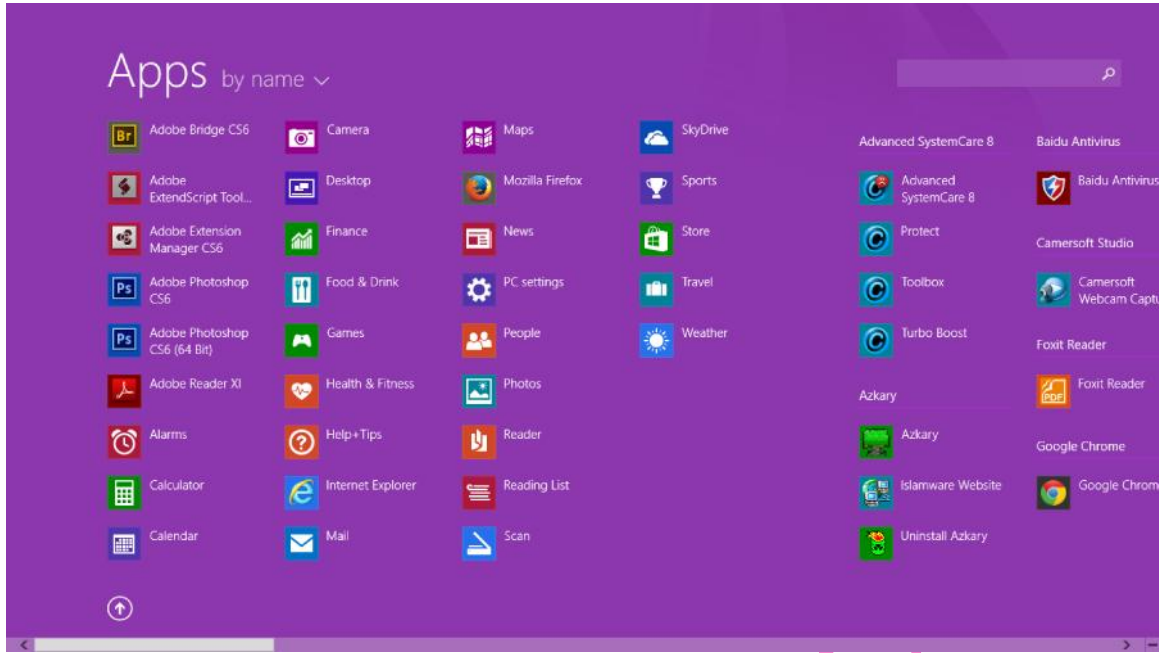 Apps by name
Adobe Bridge CS6
Adobe
ExtendScript Tool...
Adobe Extension
Manager CS6
Adobe Photoshop
CS6
Adobe Photoshop
CS6 (64 Bit)
Adobe Reader XI
Alarms
Calculator
Calendar
Camera
Desktop
Finance
Food & Drink
Games
Health & Fitness
Help+Tips
Internet Explorer
Mail
Maps
Mozilla Firefox
News
PC settings
People
Photos
Reader
Reading List
Scan
SkyDrive
Sports
Store
Travel
Weather
Advanced SystemCare 8
Advanced
SystemCare 8
Protect
Toolbox
Turbo Boost
Azkary
Azkary
Islamware Website
Uninstall Azkary
Baidu Antivirus
Baidu Antivirus
Camersoft Studio
Camersoft
Webcam Captu
Foxit Reader
Foxit Reader
Google Chrome
Google Chrom
Br
Ps
Ps
PDF